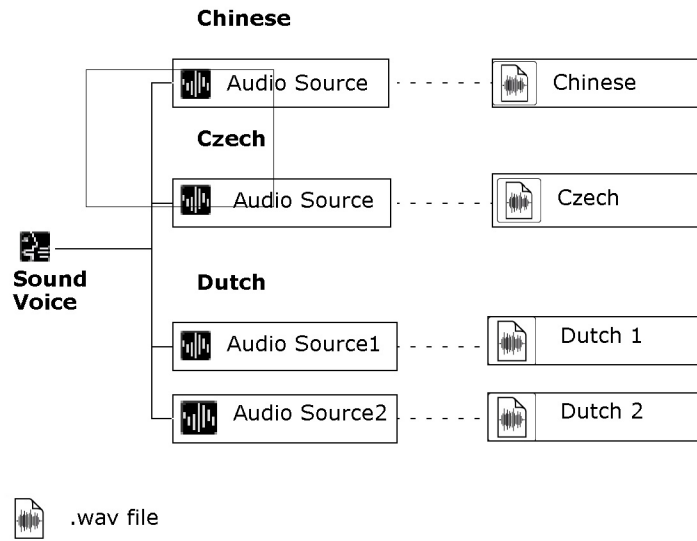 Chinese
Audio Source
Chinese
Czech
Audio Source
Czech
Sound
Voice
Dutch
Audio Source1
Dutch 1
Audio Source2
Dutch 2
.wav file